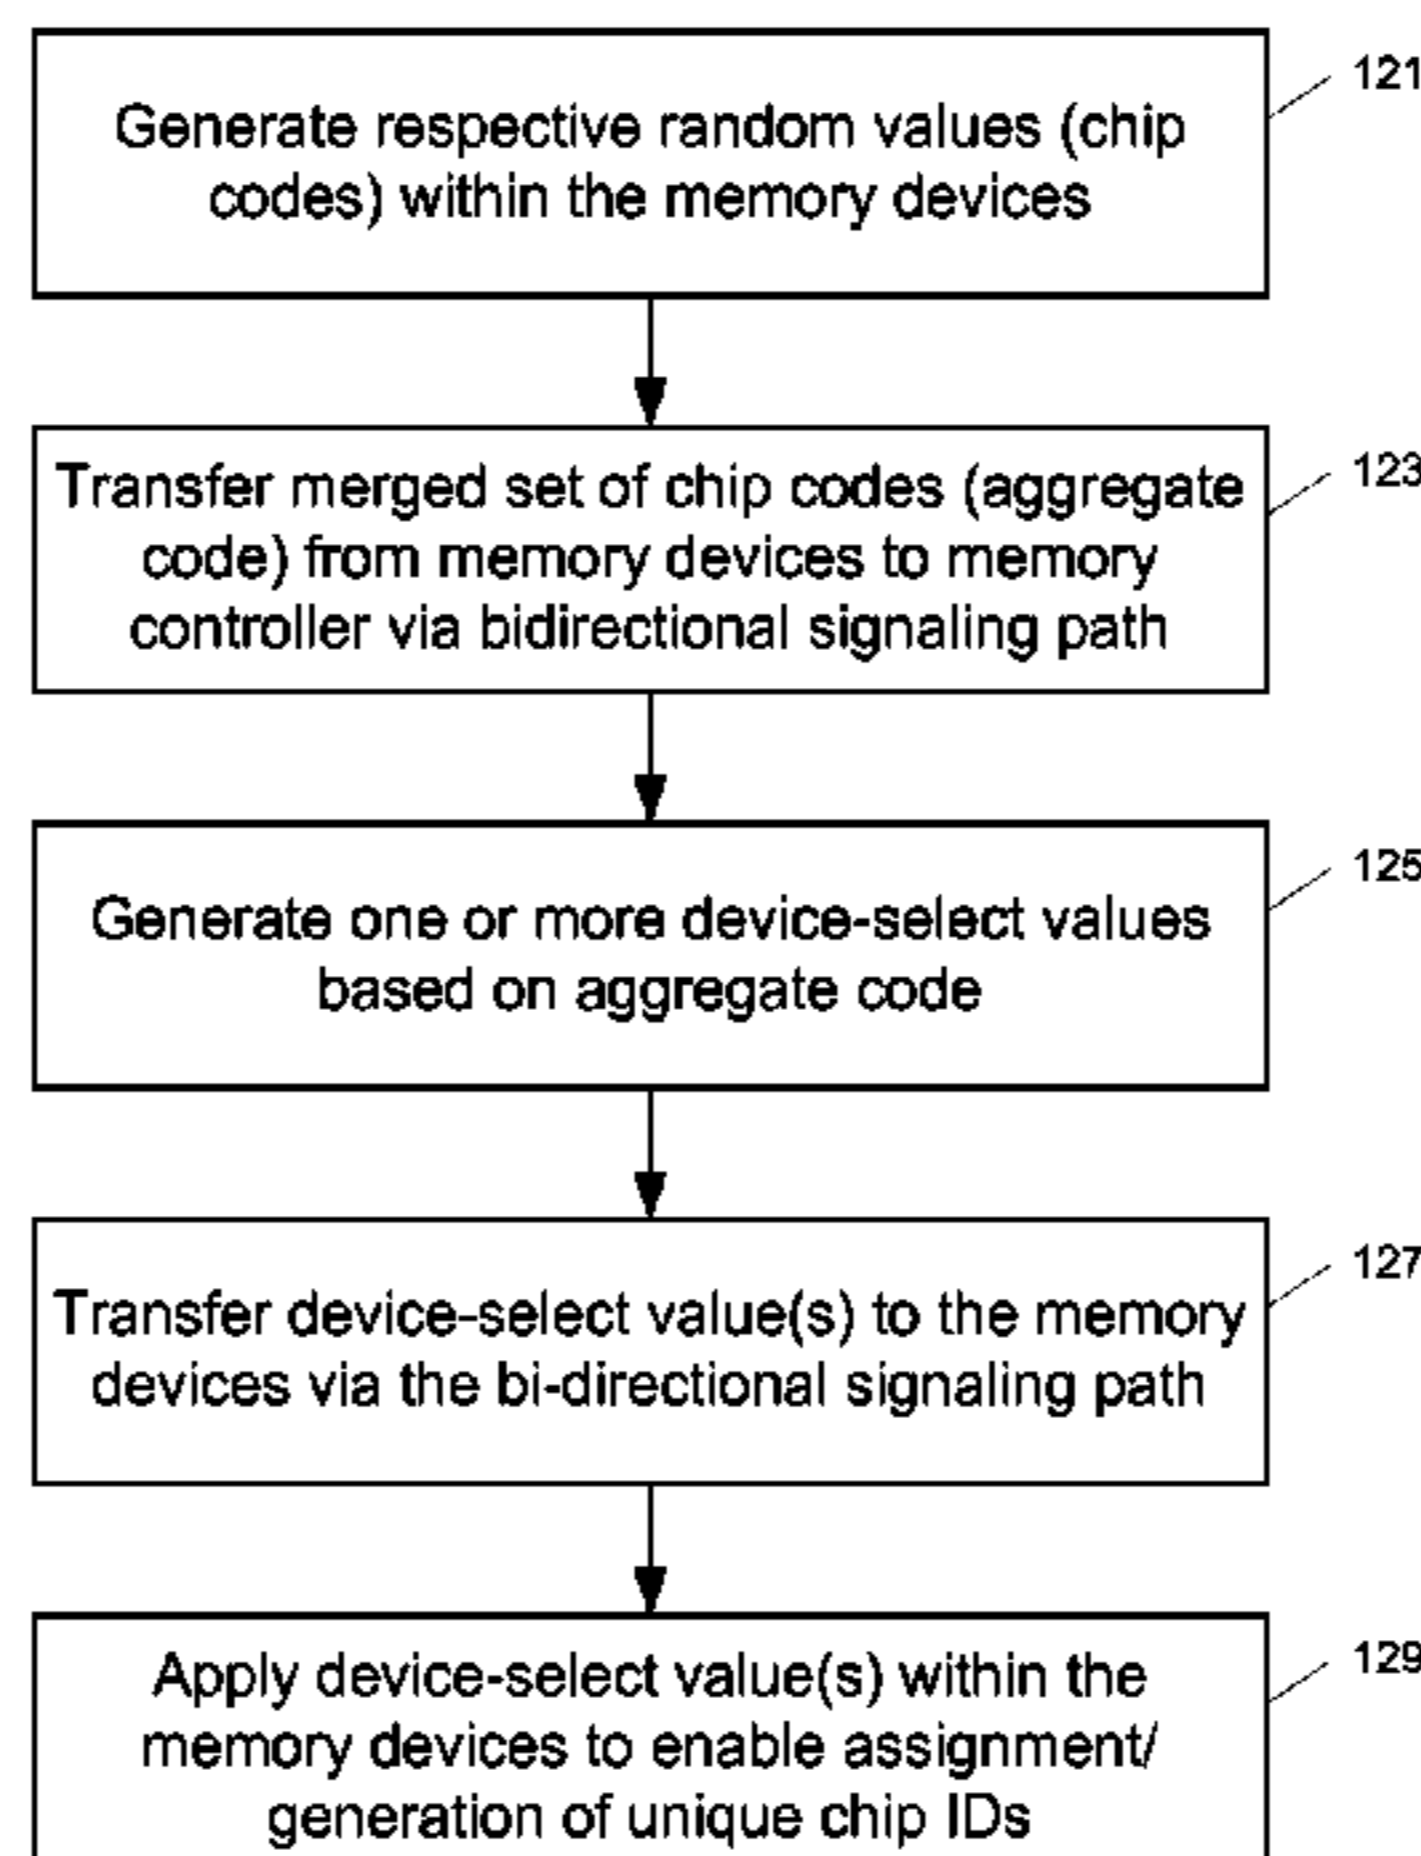 121
Generate respective random values (chip
codes) within the memory devices
123
Transfer merged set of chip codes (aggregate
code) from memory devices to memory
controller via bidirectional signaling path
125
Generate one or more device-select values
based on aggregate code
127
Transfer device-select value(s) to the memory
devices via the bi-directional signaling path
129
Apply device-select value(s) within the
memory devices to enable assignment/
generation of unique chip IDs